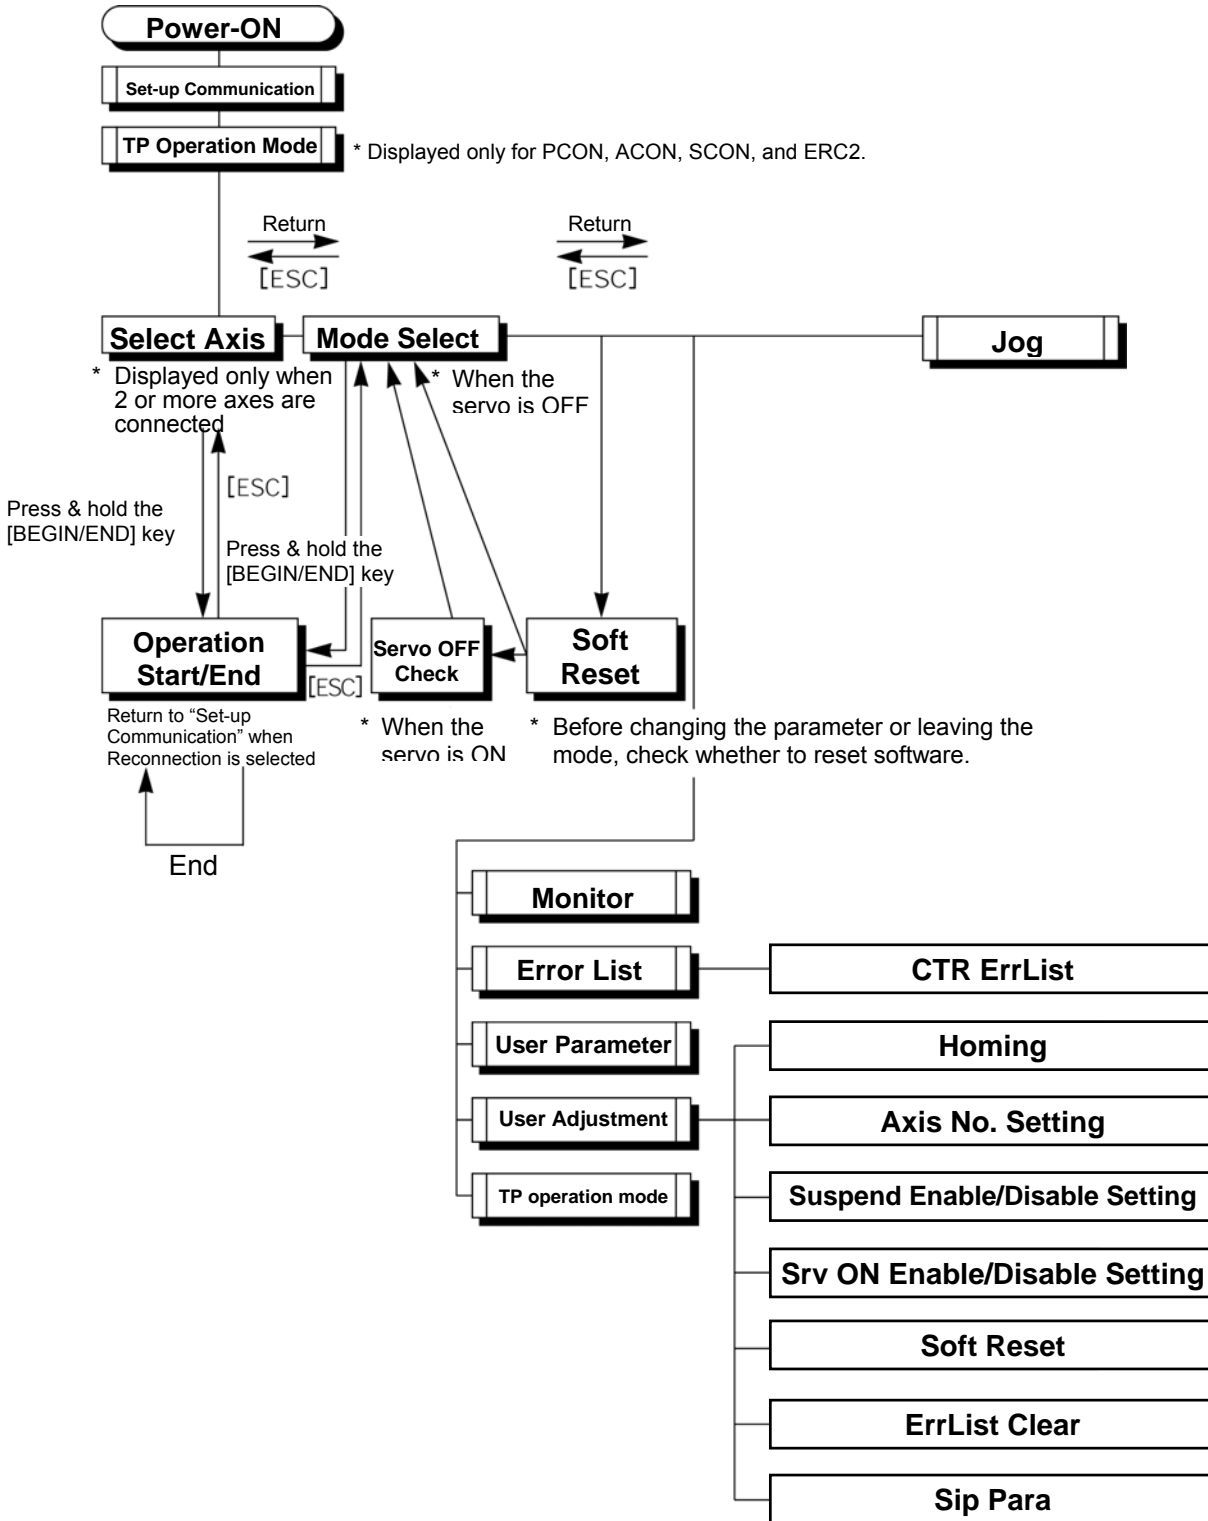 Power-ON
Set-up Communication
TP Operation Mode
* Displayed only for PCON, ACON, SCON, and ERC2.
Return
[ESC]
Return
[ESC]
Select Axis
Mode Select
Jog
* Displayed only when
2 or more axes are
connected
* When the
servo is OFF
[ESC]
Press & hold the
[BEGIN/END] key
Press & hold the
[BEGIN/END] key
Operation
Start/End
[ESC]
Servo OFF
Check
Soft
Reset
Return to “Set-up
Communication” when
Reconnection is selected
* When the
servo is ON
* Before changing the parameter or leaving the
mode, check whether to reset software.
End
Monitor
Error List
CTR ErrList
User Parameter
Homing
User Adjustment
Axis No. Setting
TP operation mode
Suspend Enable/Disable Setting
Srv ON Enable/Disable Setting
Soft Reset
ErrList Clear
Sip Para